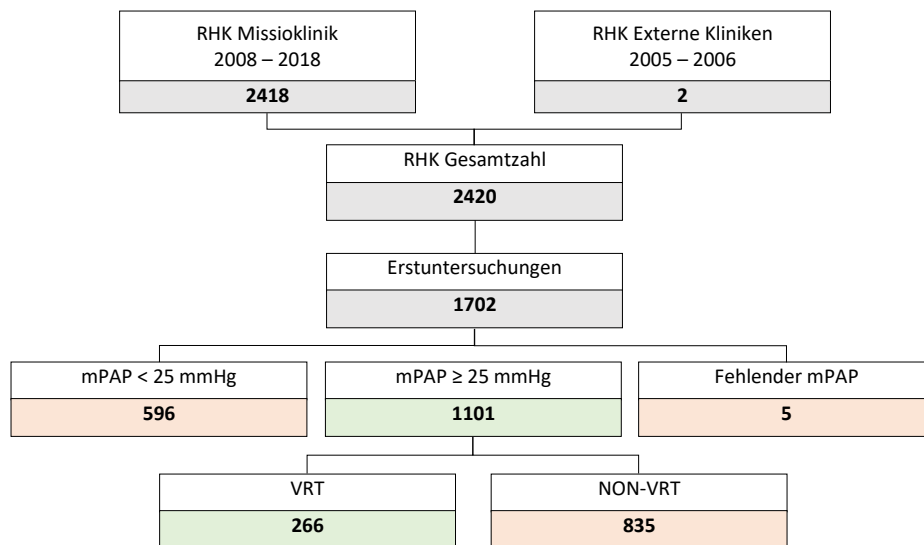 RHK Missioklinik
2008 – 2018
2418
RHK Externe Kliniken
2005 – 2006
2
RHK Gesamtzahl
2420
Erstuntersuchungen
1702
mPAP < 25 mmHg
596
mPAP ≥ 25 mmHg
1101
Fehlender mPAP
5
VRT
266
NON-VRT
835